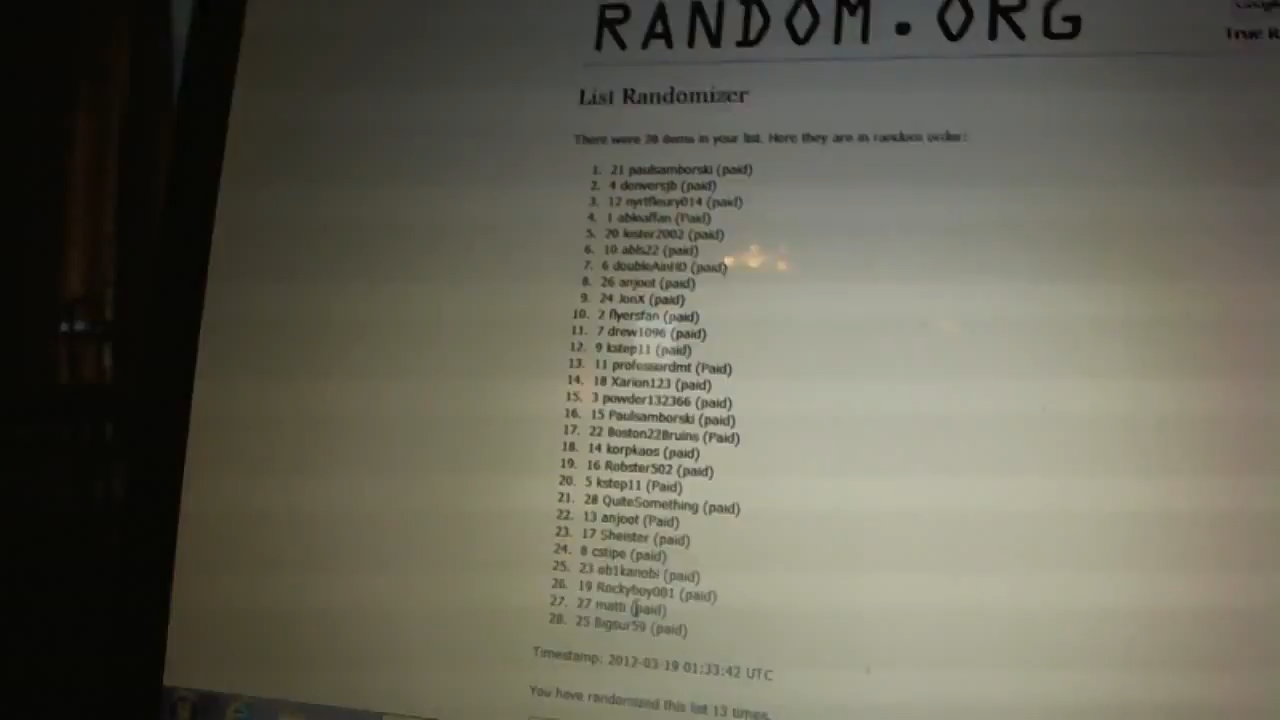 RANDOM.ORG
True R
List Randomizer
There were 28 items in your list. Here they are in random order:
1. 21 paulsamborski (paid)
2. 4 denversjb (paid)
3. 12 nyrtfleury014 (paid)
4. 1 (Paid)
5. 20 lester2002 (paid)
6. 10 abls22 (paid)
7. 6 doubleAinHD (paid)
8. 26 anjoot (paid)
9. 24 JonX (paid)
10. 2 flyersfan (paid)
11. 7 drew1096 (paid)
12. 9 kstep11 (paid)
13. 11 professordmt (Paid)
14. 18 Xarion123 (paid)
15. 3 powder132366 (paid)
16. 15 Paulsamborski (paid)
17. 22 Boston22Bruins (Paid)
18. 14 korpkaos (paid)
19. 16 Robster502 (paid)
20. 5 kstep11 (Paid)
21. 28 QuiteSomething (paid)
22. 13 anjoot (Paid)
23. 17 Sheister (paid)
24. 8 cstipe (paid)
25. 23 ob1kanobi (paid)
26. 19 Rockyboy081 (paid)
27. 27 matti (paid)
28. 25 Bigsur59 (paid)
Timestamp: 2012-03-19 01:33:42 UTC
You have randomized this list 13 times.